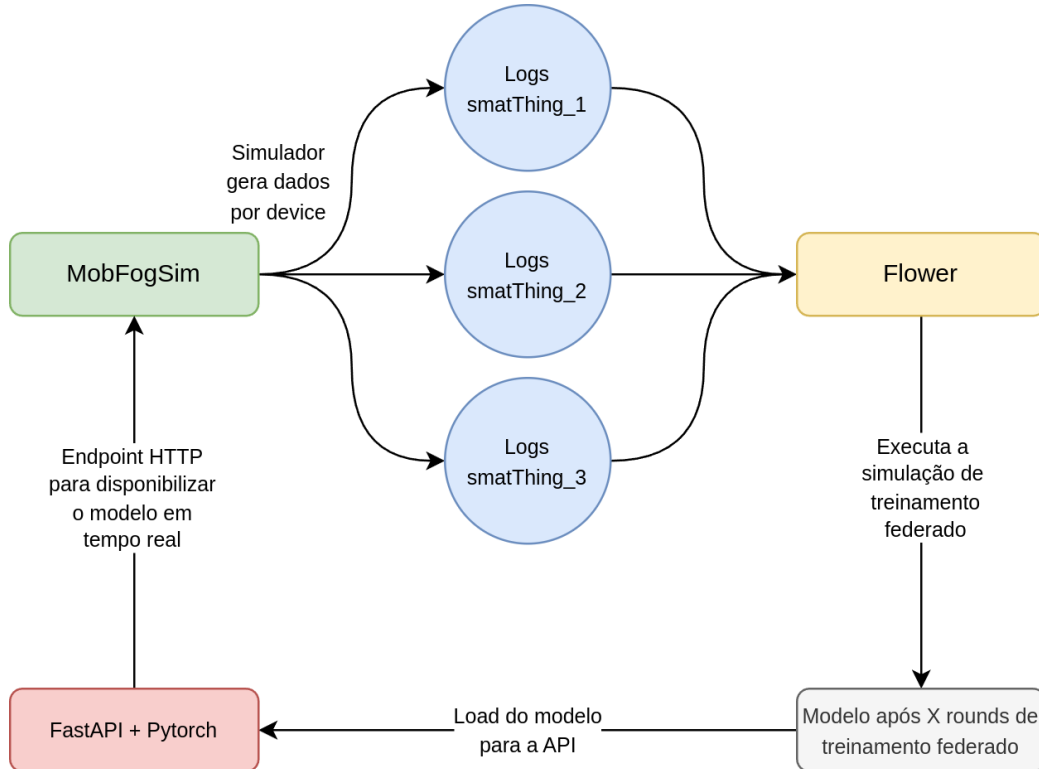 Logs
smatThing_1
Simulador
gera dados
por device
MobFogSim
Logs
smatThing_2
Flower
Logs
smatThing_3
Endpoint HTTP
para disponibilizar
o modelo em
tempo real
Executa a
simulação de
treinamento
federado
FastAPI + Pytorch
Load do modelo
para a API
Modelo após X rounds de
treinamento federado